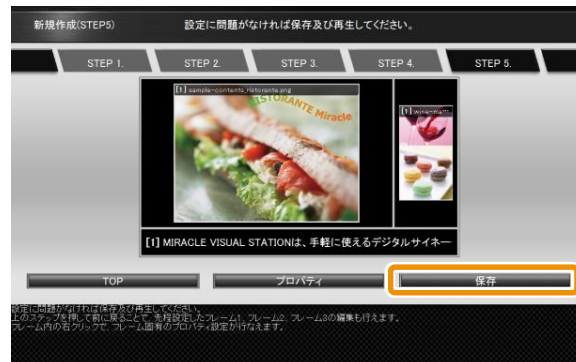 新規作成(STEP5)
設定に問題がなければ保存及び再生してください。
STEP 1.
STEP 2.
STEP 3.
STEP 4.
STEP 5.
[1] sample-contents_ristorante.png
RISTORANTE Miracle
[1] MIRACLE VISUAL STATIONは、手軽に使えるデジタルサイネー
TOP
プロパティ
保存
設定に問題がなければ保存及び再生してください。
上のステップを押して前に戻ることで、先程設定したフレーム1、フレーム2、フレーム3の編集も行えます。
フレーム内の右クリックで、フレーム固有のプロパティ設定が行なえます。